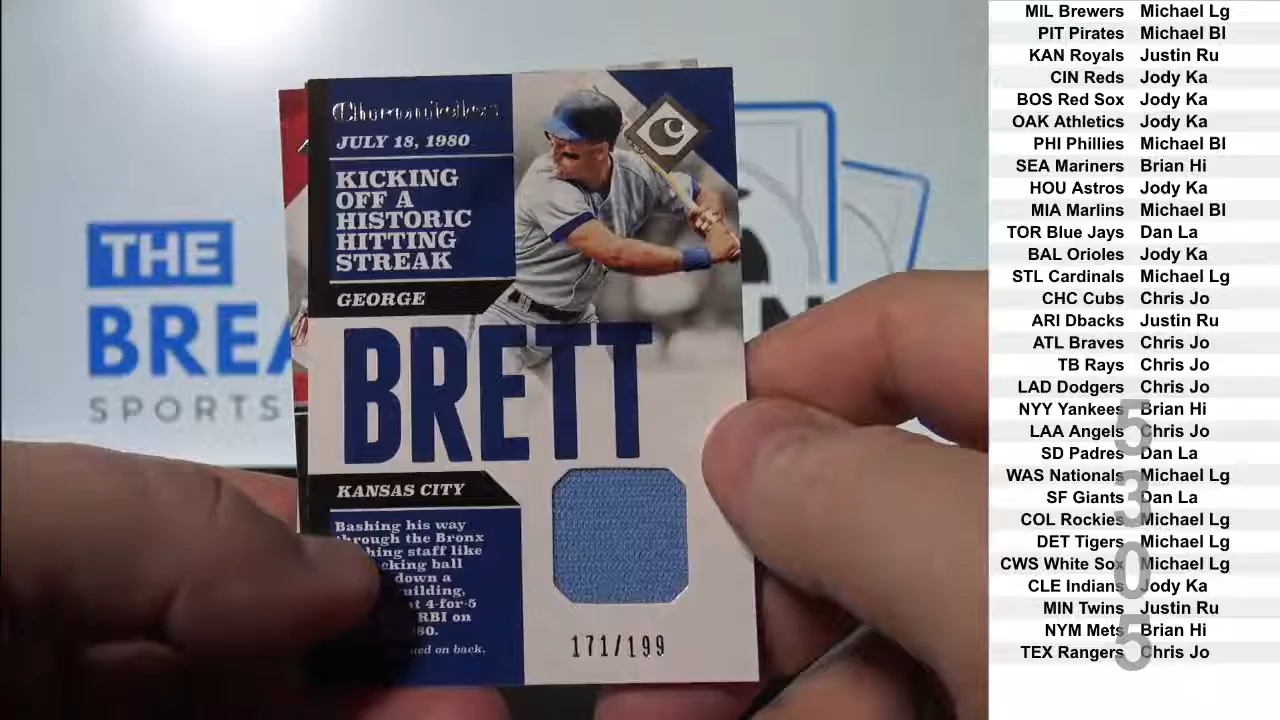 Chronicles
JULY 18, 1980
KICKING
OFF A
HISTORIC
HITTING
STREAK
GEORGE
BRETT
KANSAS CITY
Bashing his way
through the Bronx
staff like
ball
down a
4-for-5
RBI on
on back.
171/199
C
THE
BREA
SPORTS
N
MIL Brewers Michael Lg
PIT Pirates Michael Bl
KAN Royals Justin Ru
CIN Reds Jody Ka
BOS Red Sox Jody Ka
OAK Athletics Jody Ka
PHI Phillies Michael Bl
SEA Mariners Brian Hi
HOU Astros Jody Ka
MIA Marlins Michael Bl
TOR Blue Jays Dan La
BAL Orioles Jody Ka
STL Cardinals Michael Lg
CHC Cubs Chris Jo
ARI Dbacks Justin Ru
ATL Braves Chris Jo
TB Rays Chris Jo
LAD Dodgers Chris Jo
NYY Yankees Brian Hi
LAA Angels Chris Jo
SD Padres Dan La
WAS Nationals Michael Lg
SF Giants Dan La
COL Rockies Michael Lg
DET Tigers Michael Lg
CWS White Sox Michael Lg
CLE Indians Jody Ka
MIN Twins Justin Ru
NYM Mets Brian Hi
TEX Rangers Chris Jo
5
3
0
5